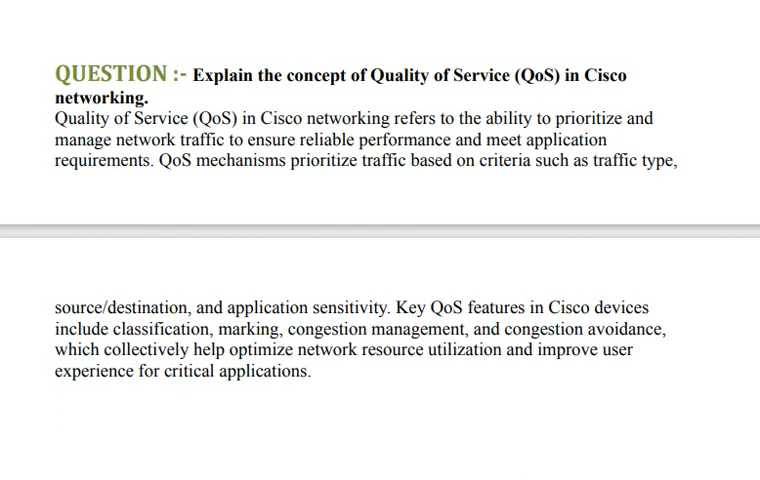 QUESTION :- Explain the concept of Quality of Service (QoS) in Cisco
networking.
Quality of Service (QoS) in Cisco networking refers to the ability to prioritize and
manage network traffic to ensure reliable performance and meet application
requirements. QoS mechanisms prioritize traffic based on criteria such as traffic type,
source/destination, and application sensitivity. Key QoS features in Cisco devices
include classification, marking, congestion management, and congestion avoidance,
which collectively help optimize network resource utilization and improve user
experience for critical applications.